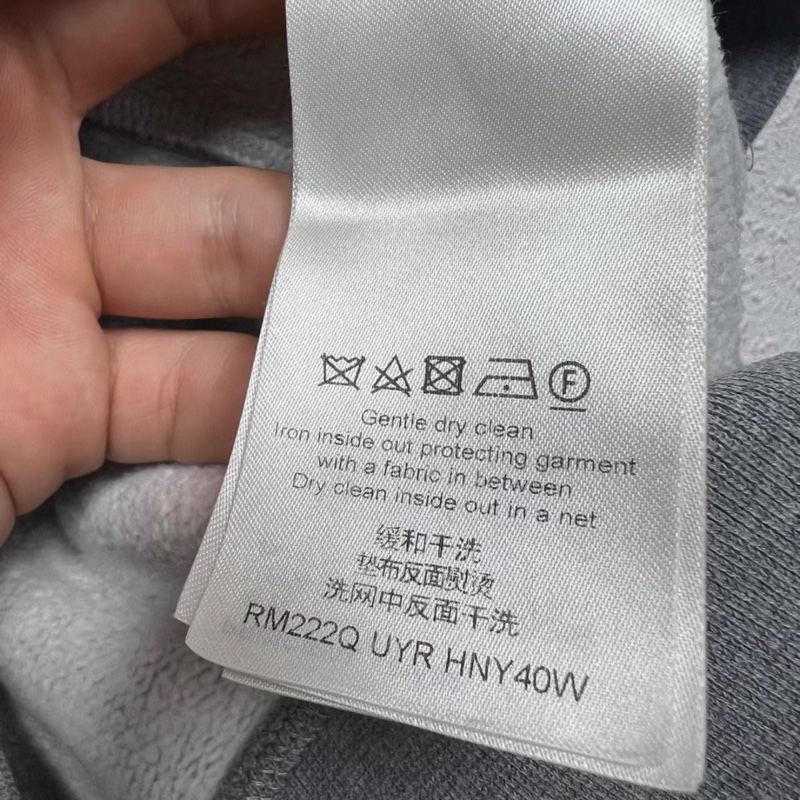 F
Gentle dry clean
Iron inside out protecting garment
with a fabric in between
Dry clean inside out in a net
缓和干洗
垫布反面熨烫
洗网中反面干洗
RM222Q UYR HNY40W